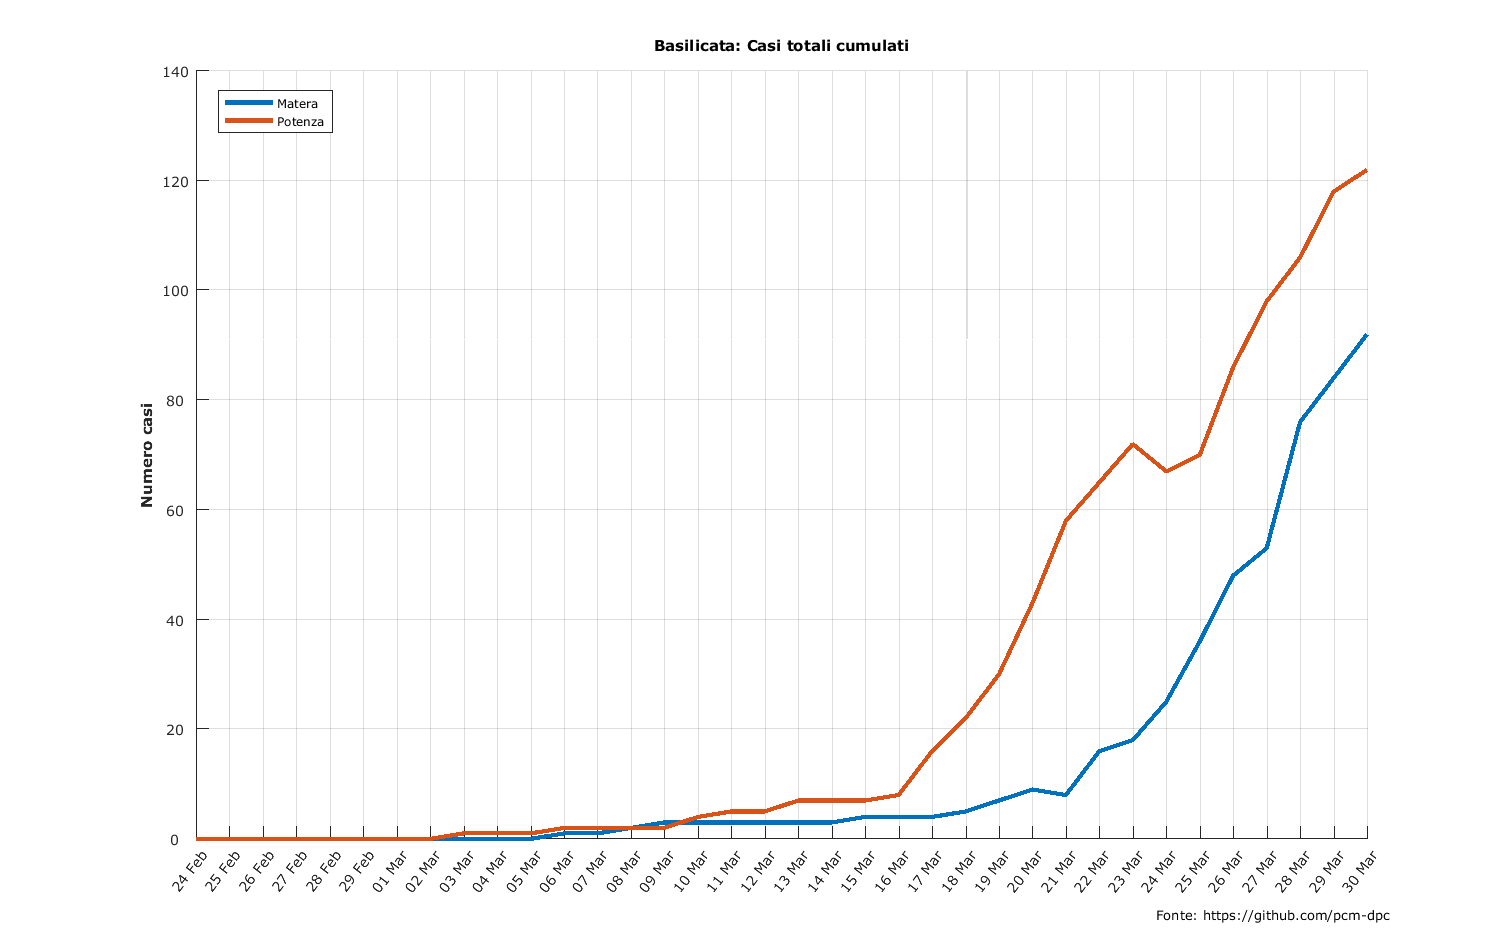 Basilicata: Casi totali cumulati
Matera
Potenza
Numero casi
140
120
100
80
60
40
20
0
24 Feb
25 Feb
26 Feb
27 Feb
28 Feb
29 Feb
01 Mar
02 Mar
03 Mar
04 Mar
05 Mar
06 Mar
07 Mar
08 Mar
09 Mar
10 Mar
11 Mar
12 Mar
13 Mar
14 Mar
15 Mar
16 Mar
17 Mar
18 Mar
19 Mar
20 Mar
21 Mar
22 Mar
23 Mar
24 Mar
25 Mar
26 Mar
27 Mar
28 Mar
29 Mar
30 Mar
Fonte: https://github.com/pcm-dpc